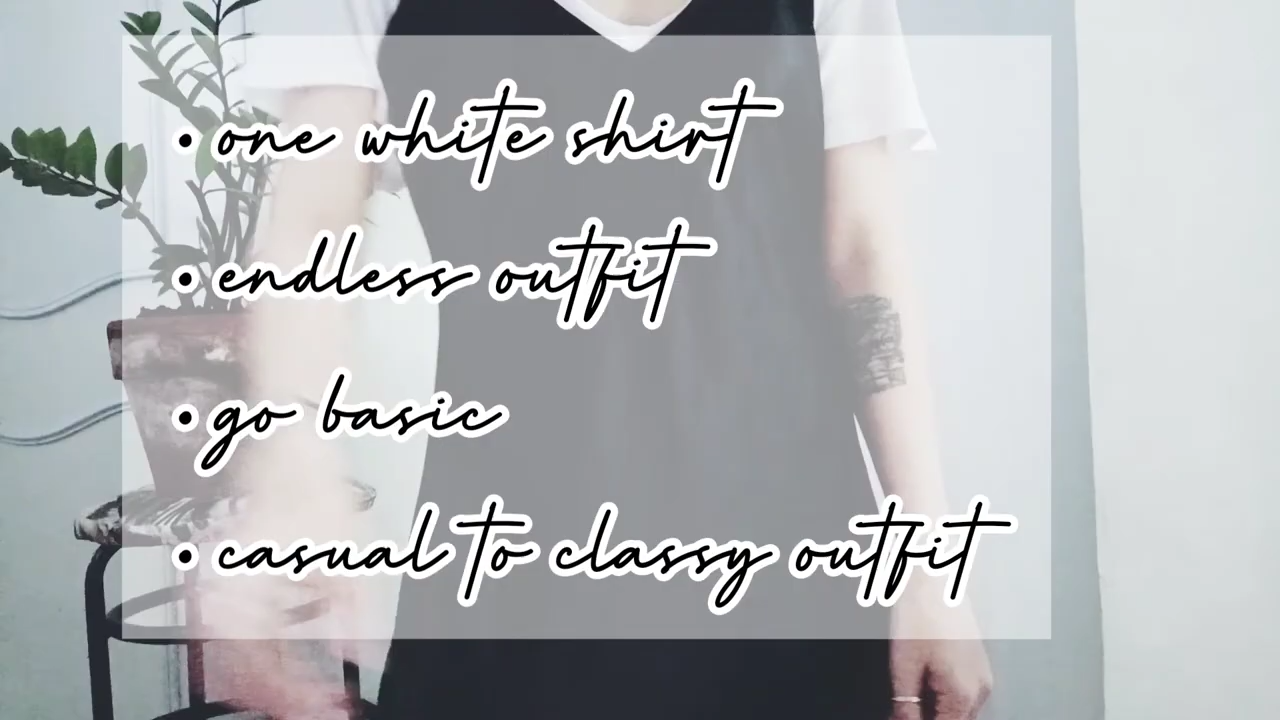 • one white shirt
• endless outfit
• go basic
• casual to classy outfit